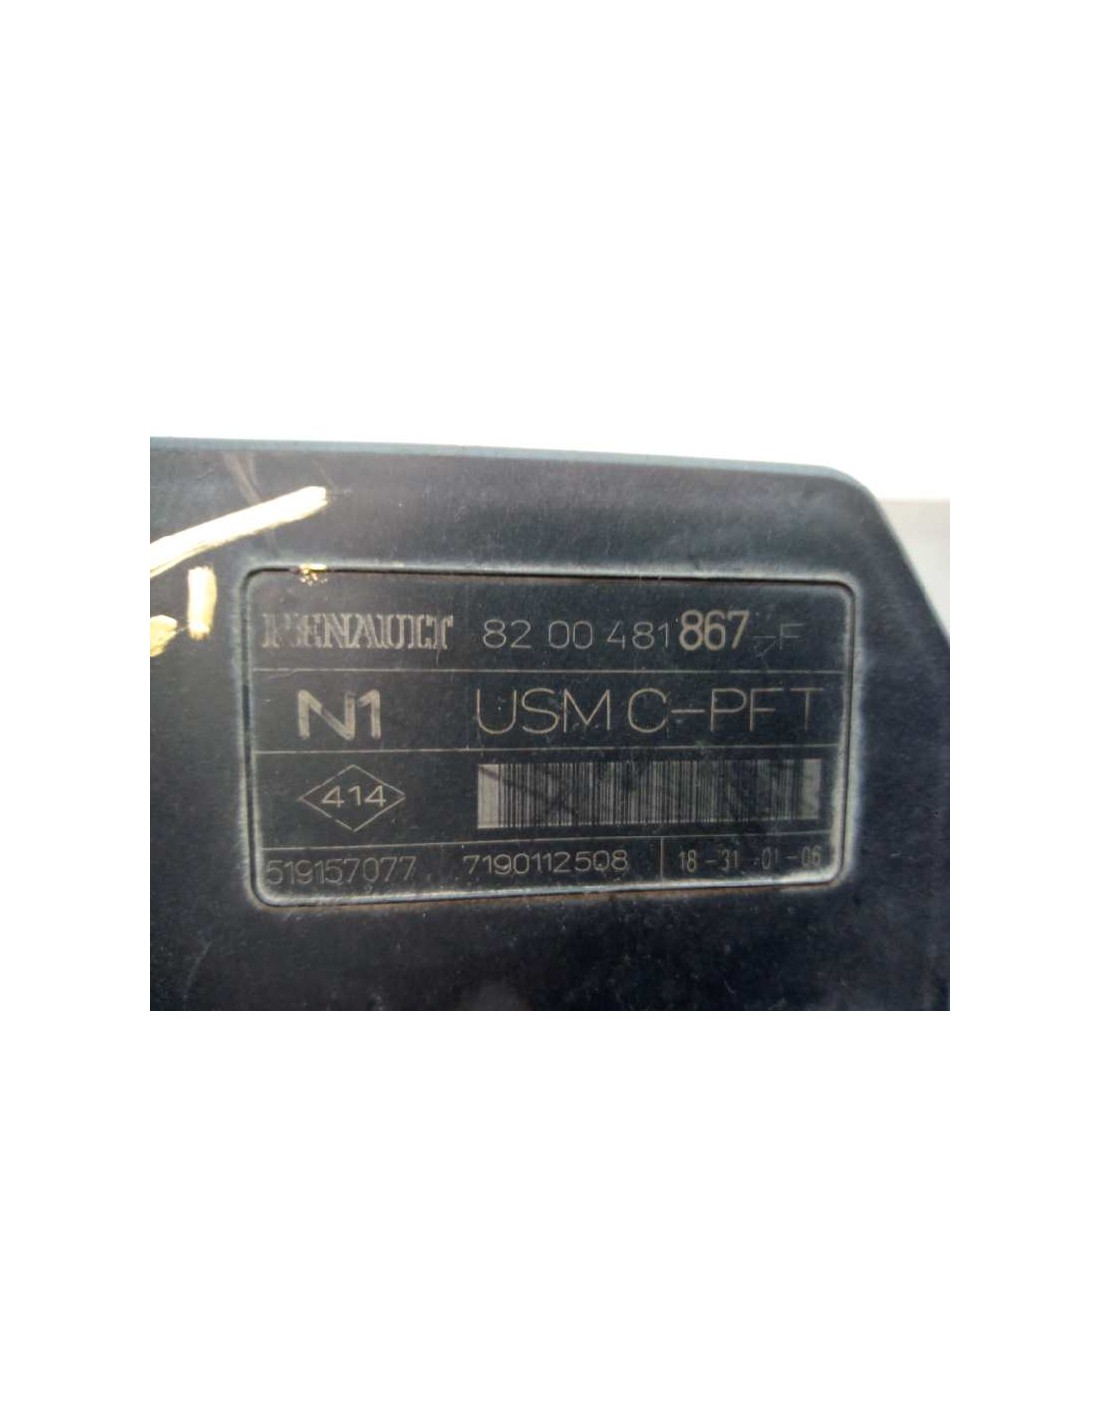 RENAULT 82 00 481 867-F
N1 USM C-PFT
414
519157077 7190112508 18-31-01-06